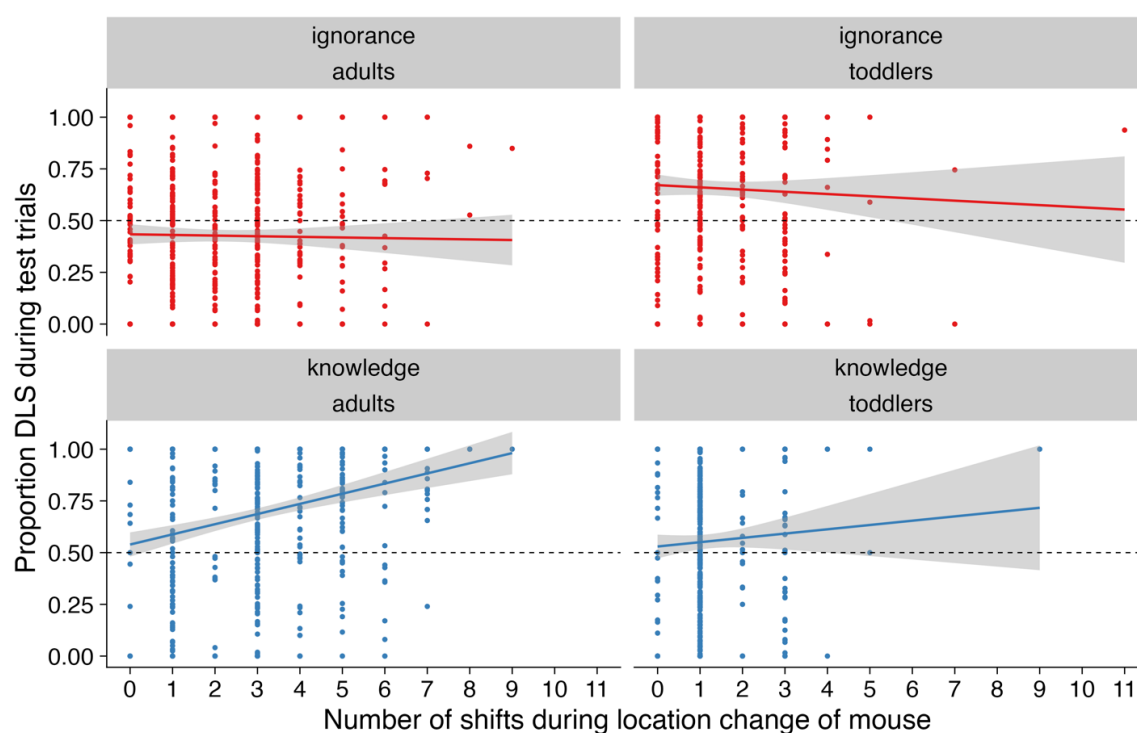 ignorance
adults
ignorance
toddlers
1.00
0.75
0.50
0.25
0.00
knowledge
adults
knowledge
toddlers
1.00
0.75
0.50
0.25
0.00
0 1 2 3 4 5 6 7 8 9 10 11
0 1 2 3 4 5 6 7 8 9 10 11
Number of shifts during location change of mouse
Proportion DLS during test trials